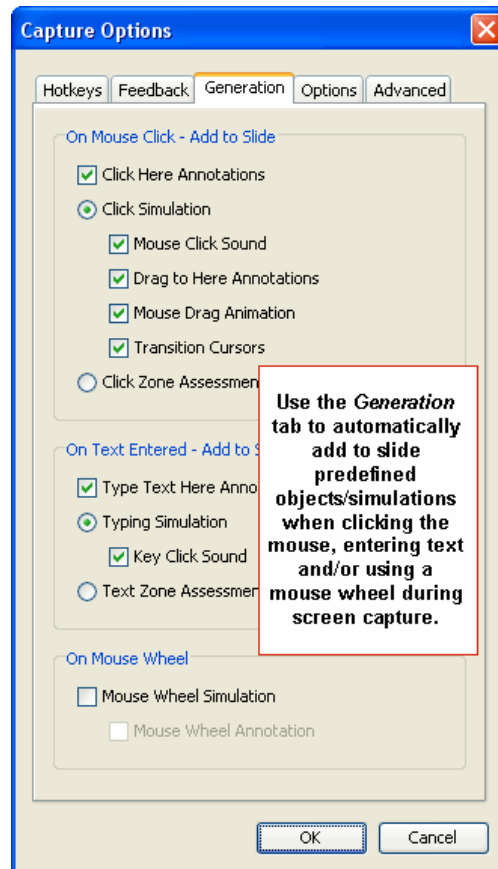 Capture Options
Hotkeys Feedback Generation Options Advanced
On Mouse Click - Add to Slide
Click Here Annotations
Click Simulation
Mouse Click Sound
Drag to Here Annotations
Mouse Drag Animation
Transition Cursors
Click Zone Assessmen
Use the Generation
tab to automatically
add to slide
predefined
objects/simulations
when clicking the
mouse, entering text
and/or using a
mouse wheel during
screen capture.
On Text Entered - Add to S
Type Text Here Anno
Typing Simulation
Key Click Sound
Text Zone Assessmen
On Mouse Wheel
Mouse Wheel Simulation
Mouse Wheel Annotation
OK Cancel